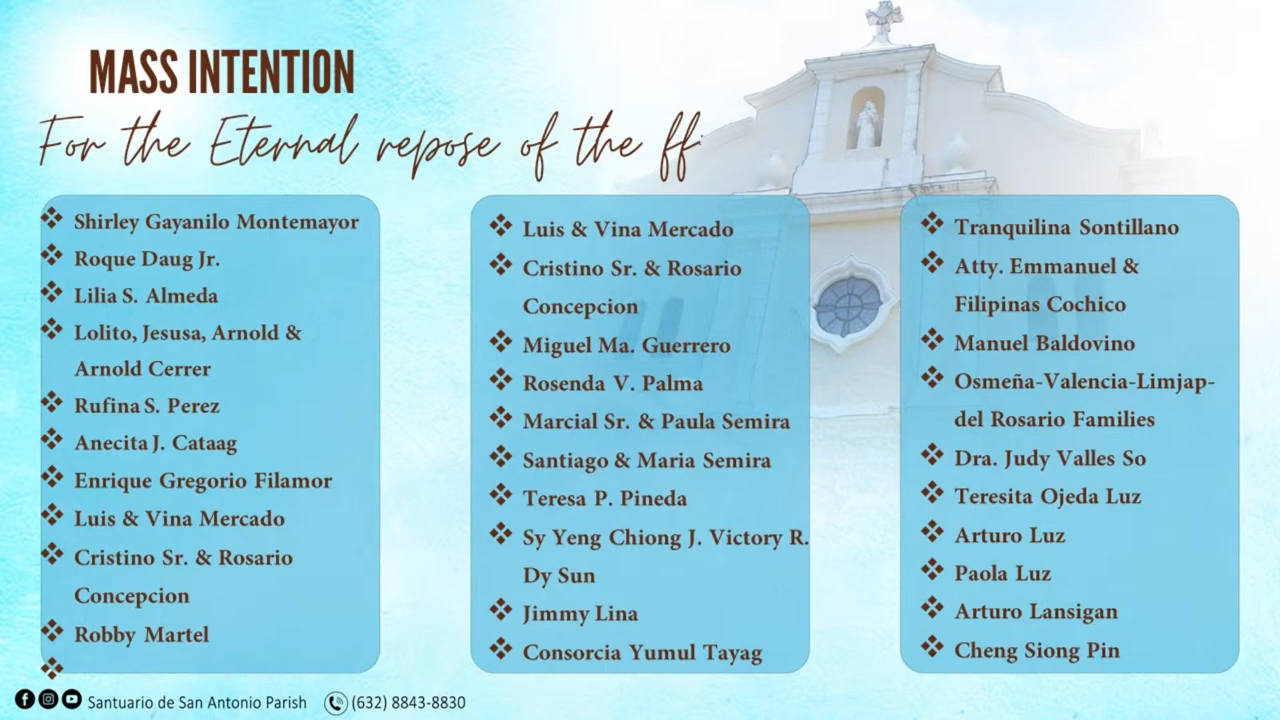 MASS INTENTION
For the Eternal repose of the ff:
Shirley Gayanilo Montemayor
Roque Daug Jr.
Lilia S. Almeda
Lolito, Jesusa, Arnold &
Arnold Cerrer
Rufina S. Perez
Anecita J. Cataag
Enrique Gregorio Filamor
Luis & Vina Mercado
Cristino Sr. & Rosario
Concepcion
Robby Martel
Luis & Vina Mercado
Cristino Sr. & Rosario
Concepcion
Miguel Ma. Guerrero
Rosenda V. Palma
Marcial Sr. & Paula Semira
Santiago & Maria Semira
Teresa P. Pineda
Sy Yeng Chiong J. Victory R.
Dy Sun
Jimmy Lina
Consorcia Yumul Tayag
Tranquilina Sontillano
Atty. Emmanuel &
Filipinas Cochico
Manuel Baldovino
Osmeña-Valencia-Limjap-
del Rosario Families
Dra. Judy Valles So
Teresita Ojeda Luz
Arturo Luz
Paola Luz
Arturo Lansigan
Cheng Siong Pin
Santuario de San Antonio Parish (632) 8843-8830